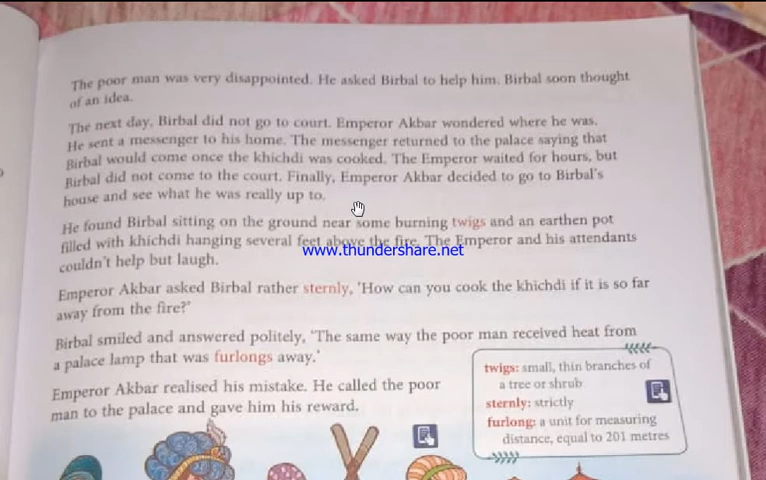 The poor man was very disappointed. He asked Birbal to help him. Birbal soon thought
of an idea.
The next day, Birbal did not go to court. Emperor Akbar wondered where he was.
He sent a messenger to his home. The messenger returned to the palace saying that
Birbal would come once the khichdi was cooked. The Emperor waited for hours, but
Birbal did not come to the court. Finally, Emperor Akbar decided to go to Birbal's
house and see what he was really up to.
He found Birbal sitting on the ground near some burning twigs and an earthen pot
filled with khichdi hanging several feet above the fire. The Emperor and his attendants
www.thundershare.net
couldn't help but laugh.
Emperor Akbar asked Birbal rather sternly, 'How can you cook the khichdi if it is so far
away from the fire?'
Birbal smiled and answered politely, 'The same way the poor man received heat from
a palace lamp that was furlongs away.'
Emperor Akbar realised his mistake. He called the poor
man to the palace and gave him his reward.
twigs: small, thin branches of
a tree or shrub
sternly: strictly
furlong: a unit for measuring
distance, equal to 201 metres